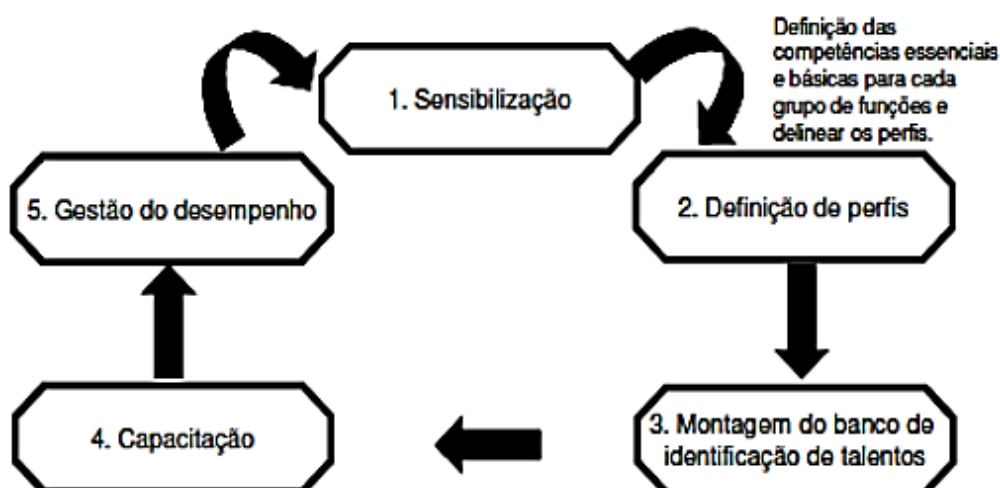 1. Sensibilização
Definição das
competências essenciais
e básicas para cada
grupo de funções e
delinear os perfis.
2. Definição de perfis
3. Montagem do banco de
identificação de talentos
4. Capacitação
5. Gestão do desempenho